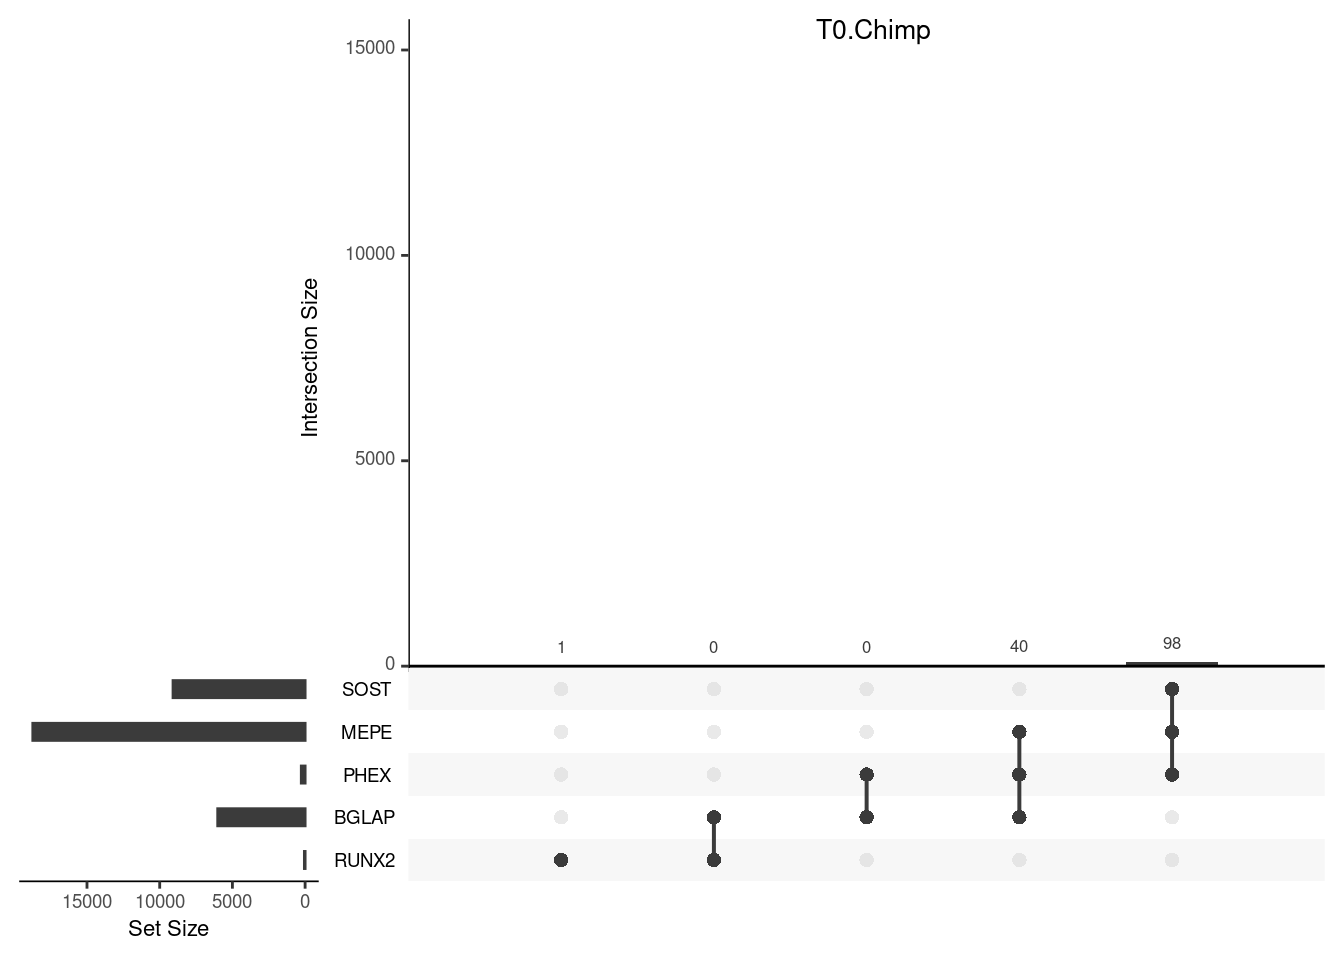 T0.Chimp
15000
10000
5000
0
Intersection Size
1
0
0
40
98
SOST
MEPE
PHEX
BGLAP
RUNX2
15000 10000 5000 0
Set Size